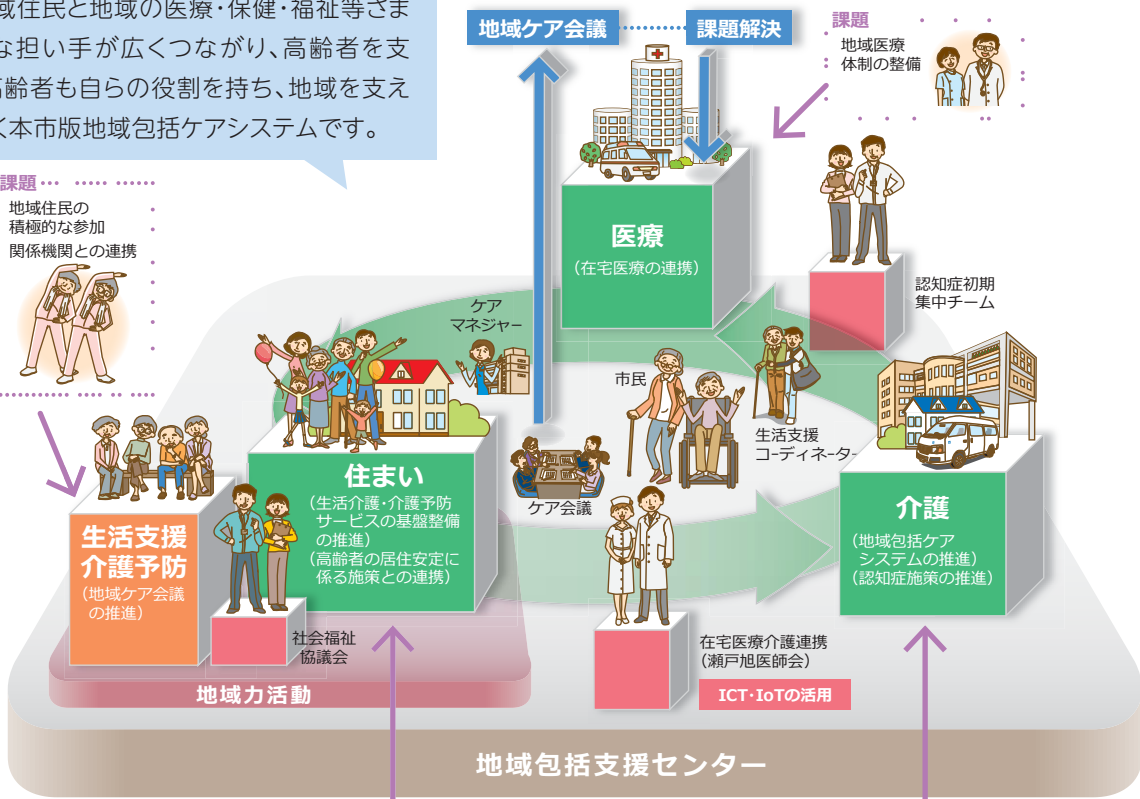 域住民と地域の医療・保健・福祉等さま
な担い手が広くつながり、高齢者を支
高齢者も自らの役割を持ち、地域を支え
く本市版地域包括ケアシステムです。
地域ケア会議
課題解決
課題
地域医療
体制の整備
課題
地域住民の
積極的な参加
関係機関との連携
医療
(在宅医療の連携)
認知症初期
集中チーム
ケア
マネジャー
市民
生活支援
コーディネーター
ケア会議
住まい
(生活介護・介護予防
サービスの基盤整備
の推進)
(高齢者の居住安定に
係る施策との連携)
介護
(地域包括ケア
システムの推進)
(認知症施策の推進)
生活支援
介護予防
(地域ケア会議
の推進)
社会福祉
協議会
在宅医療介護連携
(瀬戸旭医師会)
ICT・IoTの活用
地域力活動
地域包括支援センター